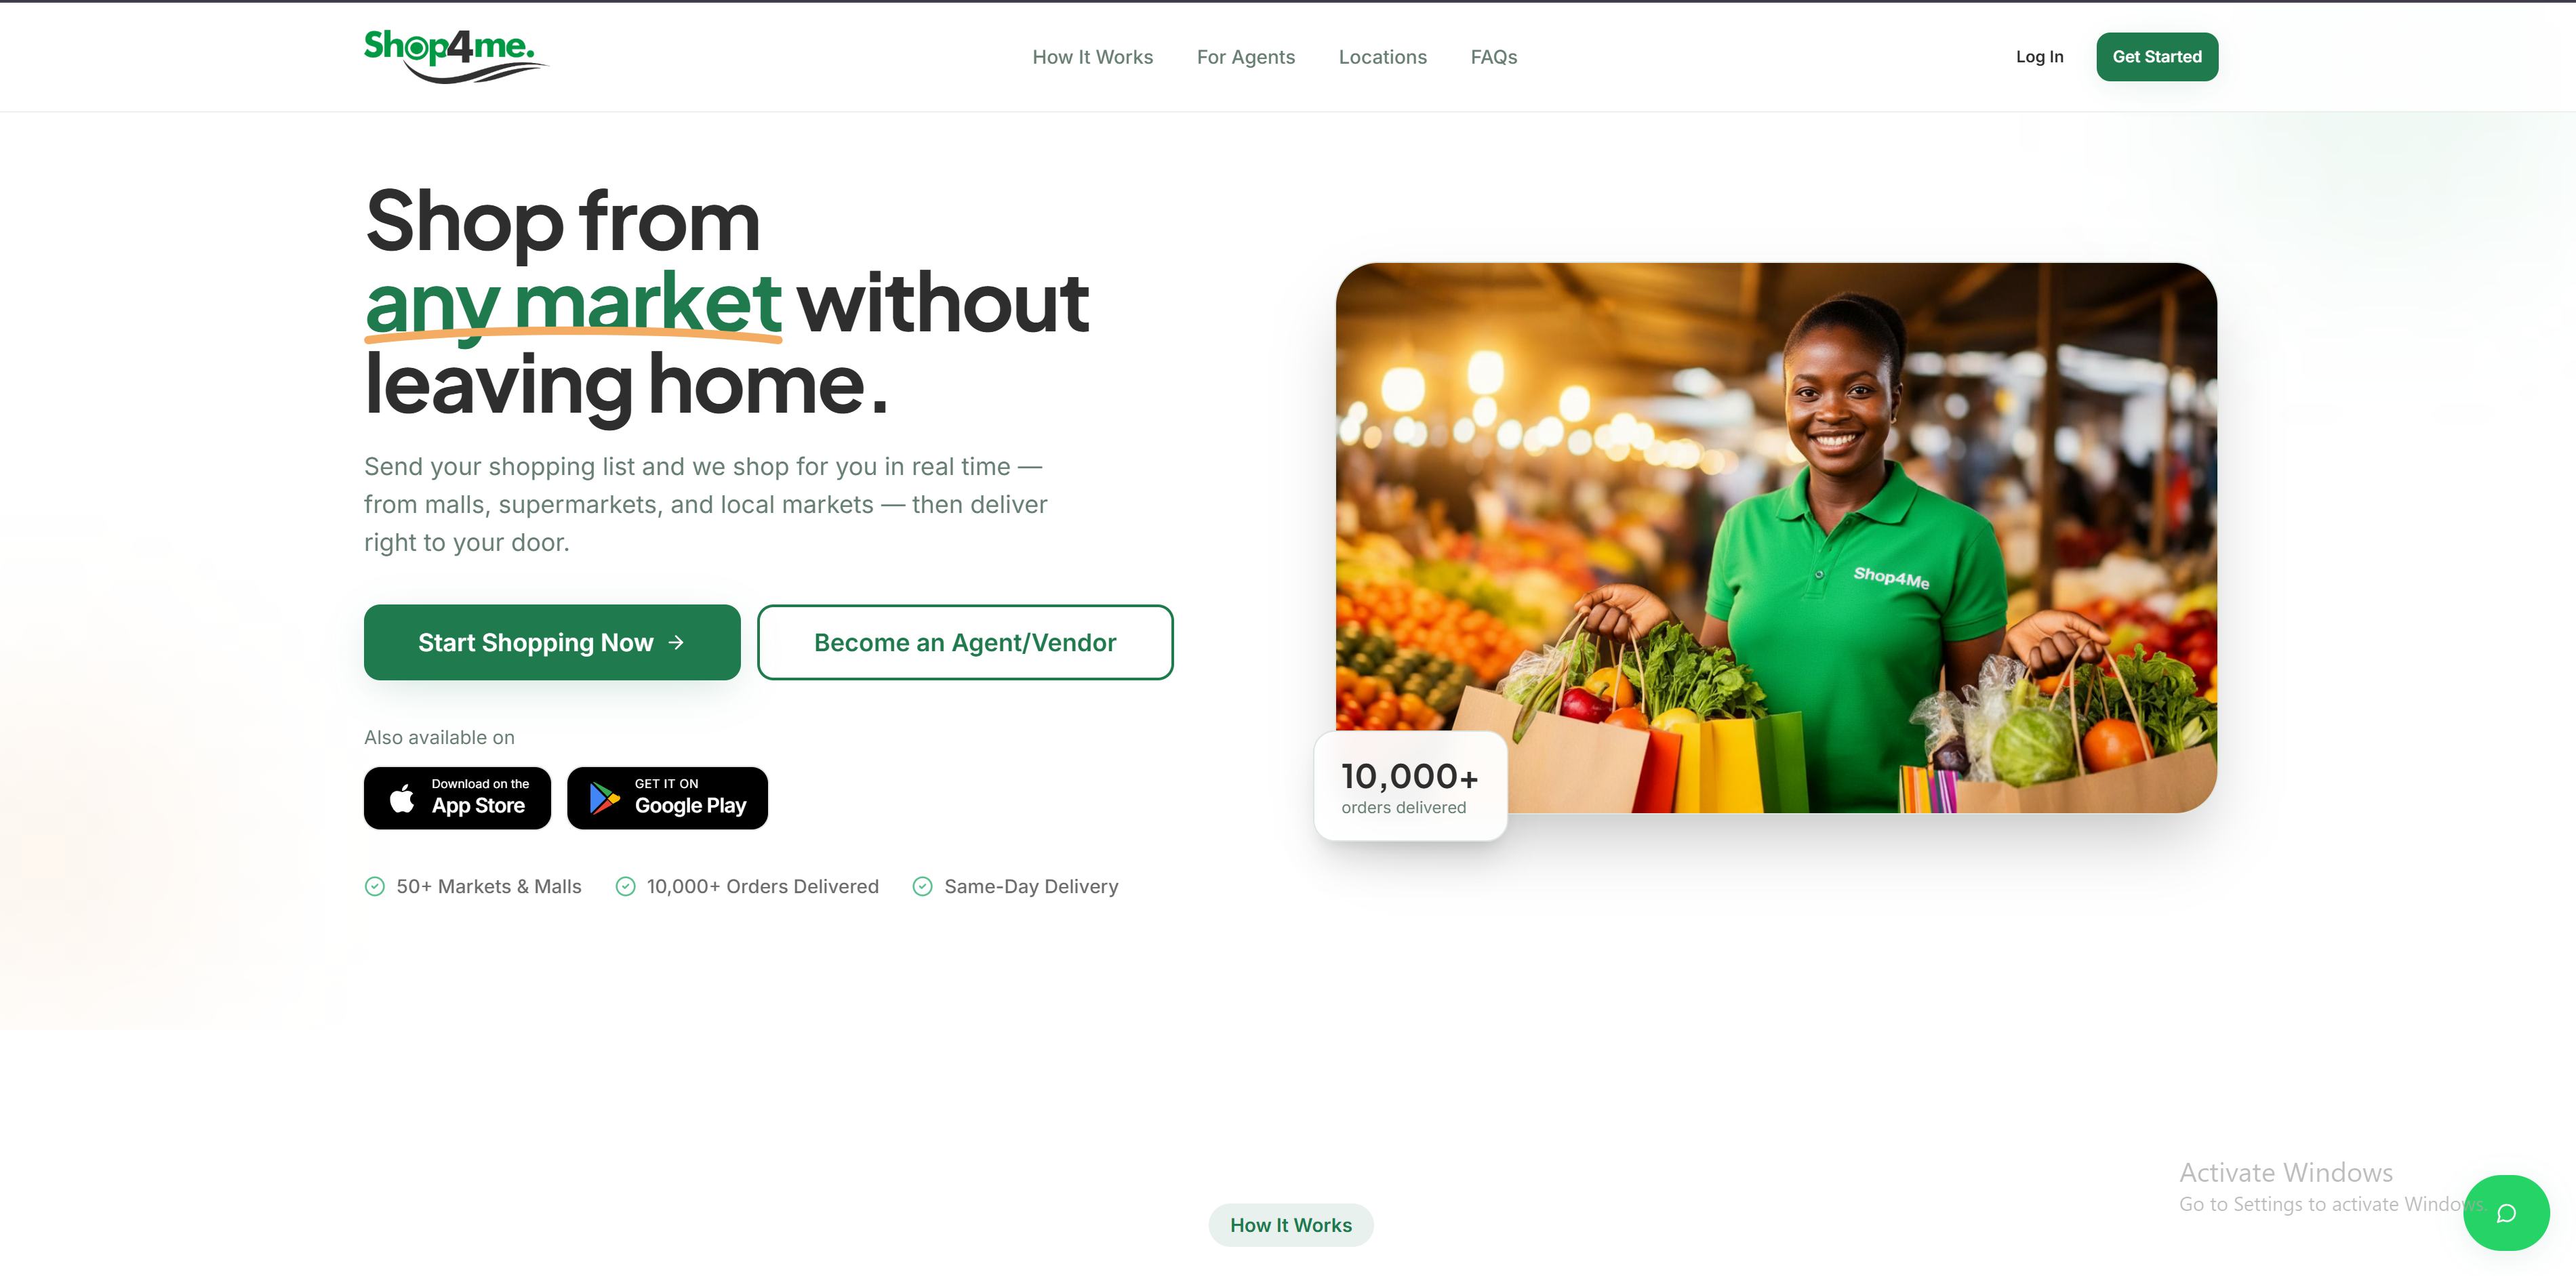 Shop4me.
How It Works
For Agents
Locations
FAQs
Log In
Get Started
Shop from
any market without
leaving home.
Send your shopping list and we shop for you in real time —
from malls, supermarkets, and local markets — then deliver
right to your door.
Start Shopping Now →
Become an Agent/Vendor
Also available on
Download on the
App Store
GET IT ON
Google Play
50+ Markets & Malls
10,000+ Orders Delivered
Same-Day Delivery
Shop4Me
10,000+
orders delivered
How It Works
Activate Windows
Go to Settings to activate Windows.